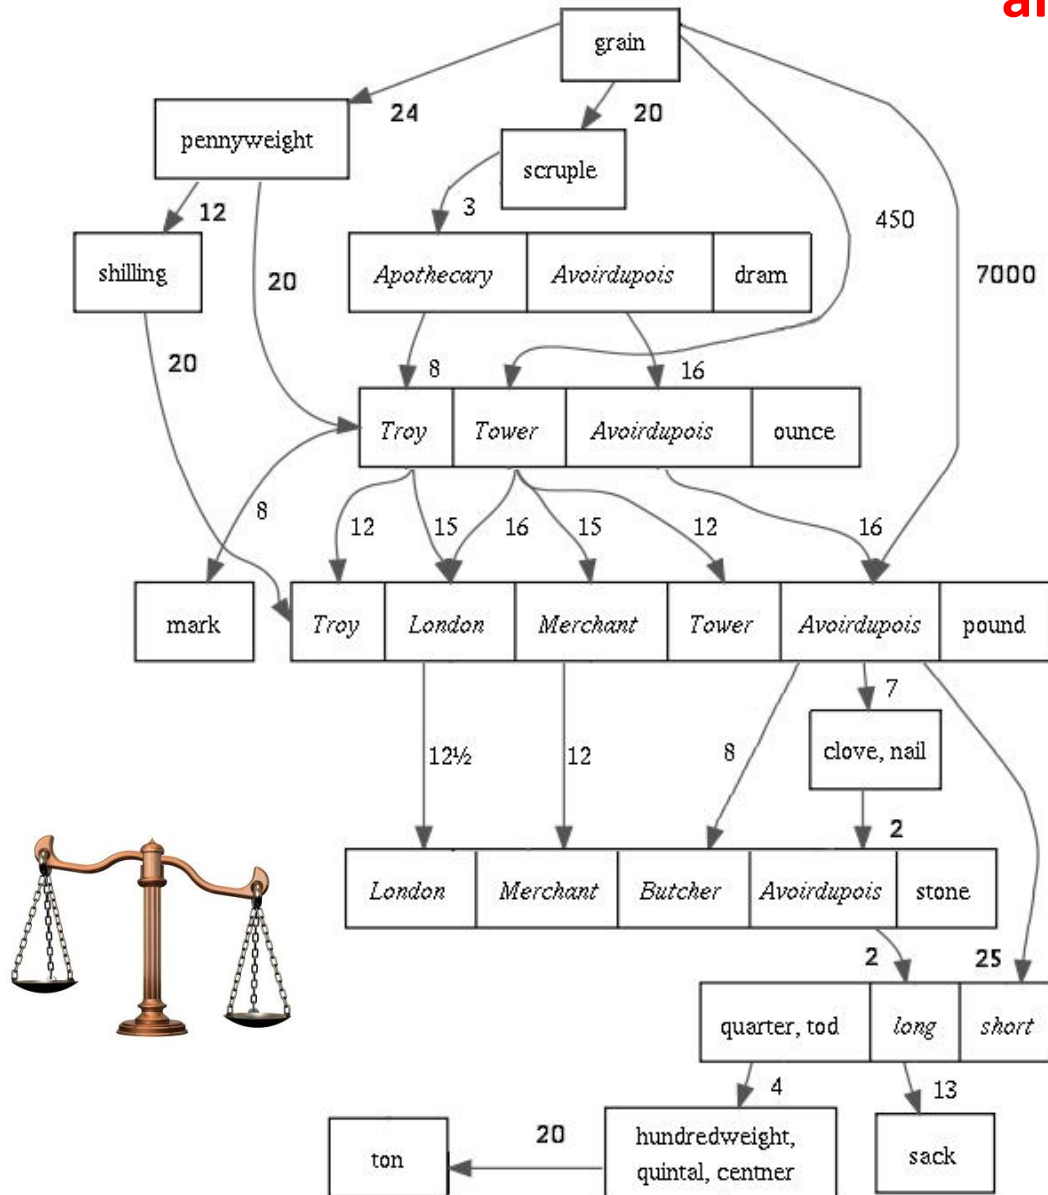 grain
24
20
pennyweight
scruple
12
3
450
shilling
20
Apothecary
Avoirdupois
dram
7000
20
8
16
Troy
Tower
Avoirdupois
ounce
8
12
15
16
15
12
16
mark
Troy
London
Merchant
Tower
Avoirdupois
pound
7
12½
12
8
clove, nail
2
London
Merchant
Butcher
Avoirdupois
stone
2
25
quarter, tod
long
short
4
13
20
hundredweight,
quintal, centner
ton
sack